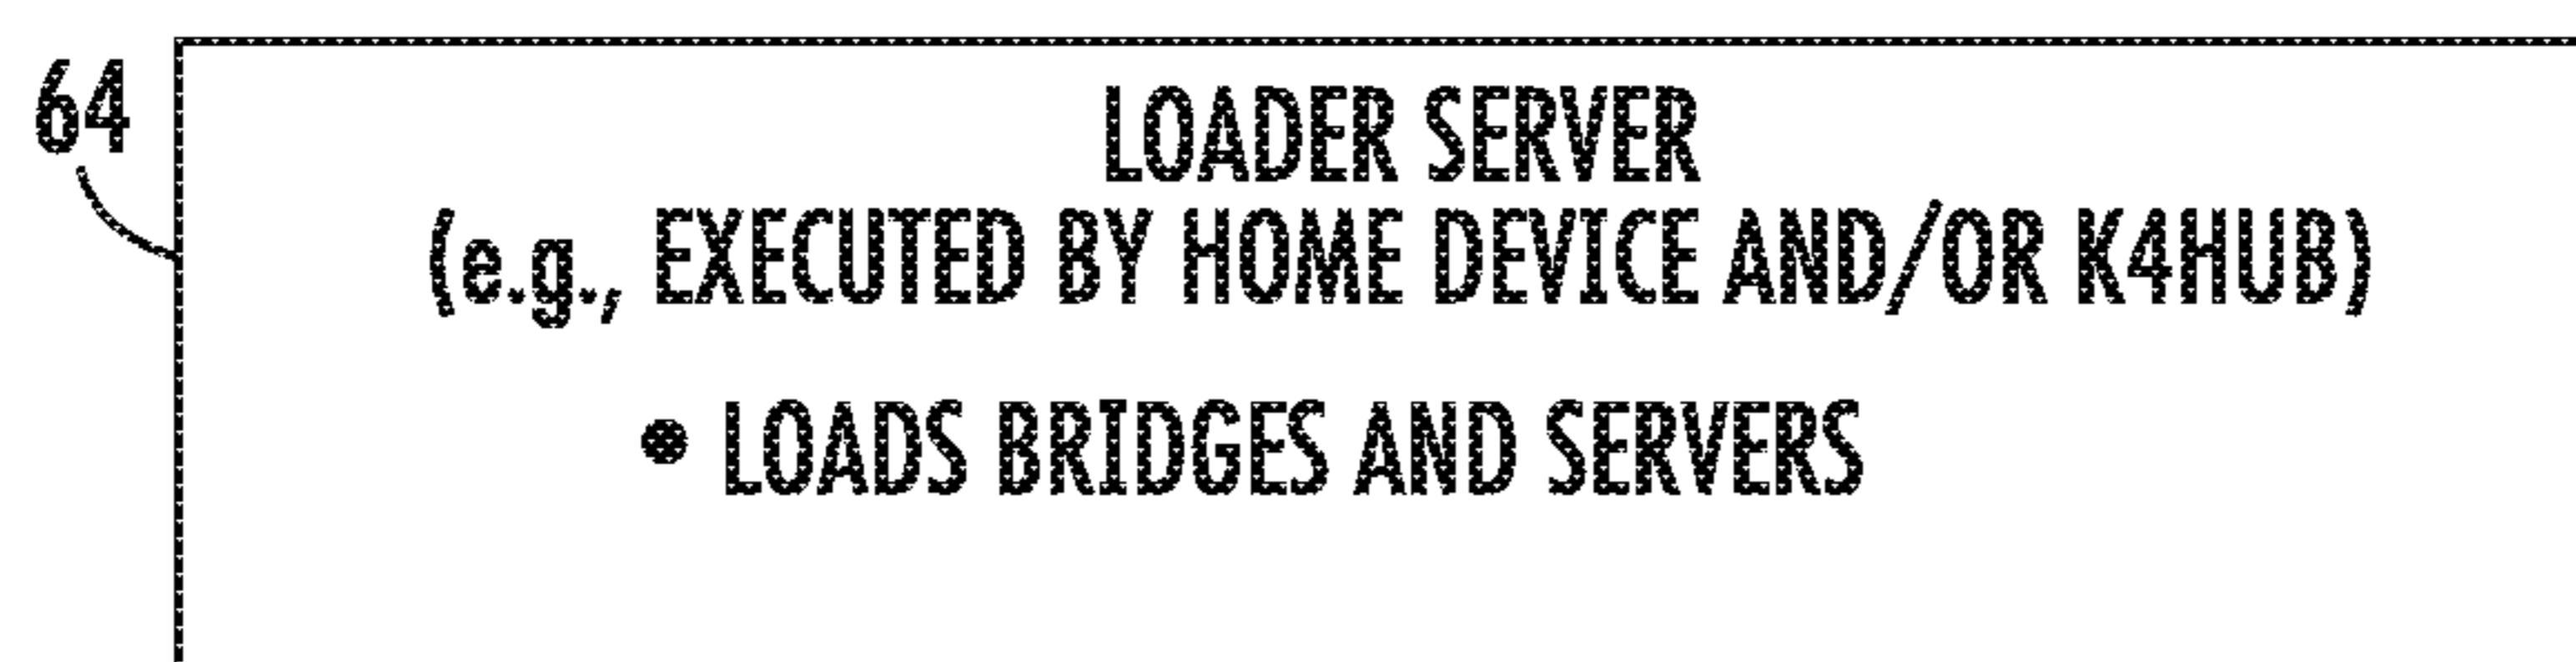 64
LOADER SERVER
(e.g., EXECUTED BY HOME DEVICE AND/OR K4HUB)
• LOADS BRIDGES AND SERVERS